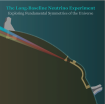 The Long-Baseline Neutrino Experiment
Exploring Fundamental Symmetries of the Universe